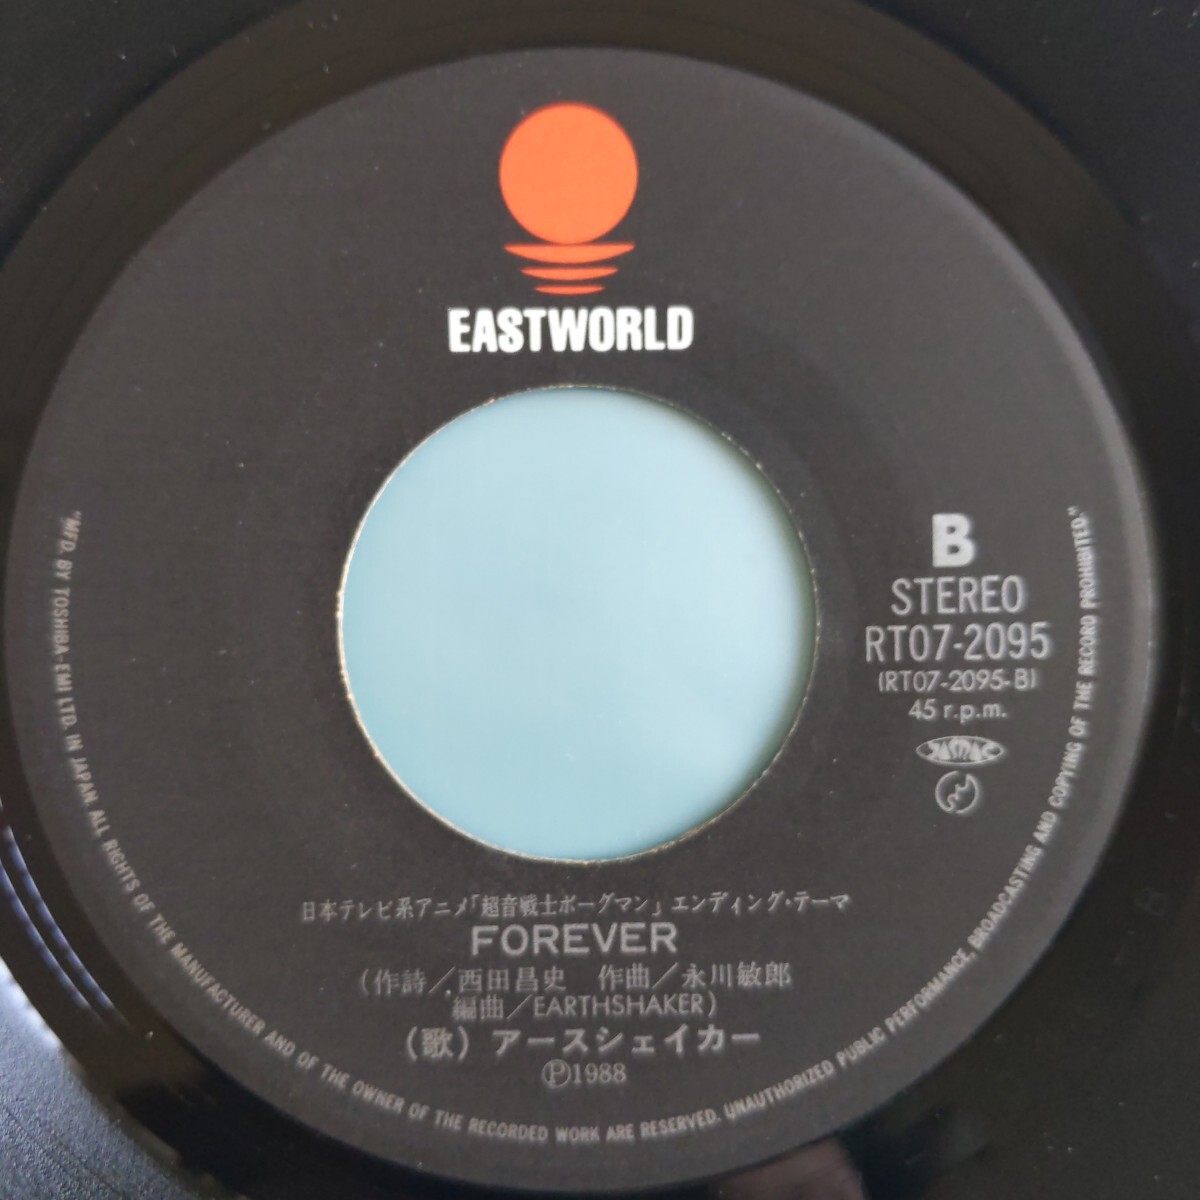 EASTWORLD
B
STEREO
RT07-2095
(RT07-2095-B)
45 r.p.m.
JASRAC
日本テレビ系アニメ「超音戦士ボーグマン」エンディング・テーマ
FOREVER
(作詩／西田昌史　作曲／永川敏郎
編曲／EARTHSHAKER)
(歌) アースシェイカー
Ⓟ1988
"MFD. BY TOSHIBA-EMI LTD. IN JAPAN ALL RIGHTS OF THE MANUFACTURER AND OF THE OWNER OF THE RECORDED WORK ARE RESERVED. UNAUTHORIZED PUBLIC PERFORMANCE, BROADCASTING AND COPYING OF THE RECORD PROHIBITED."